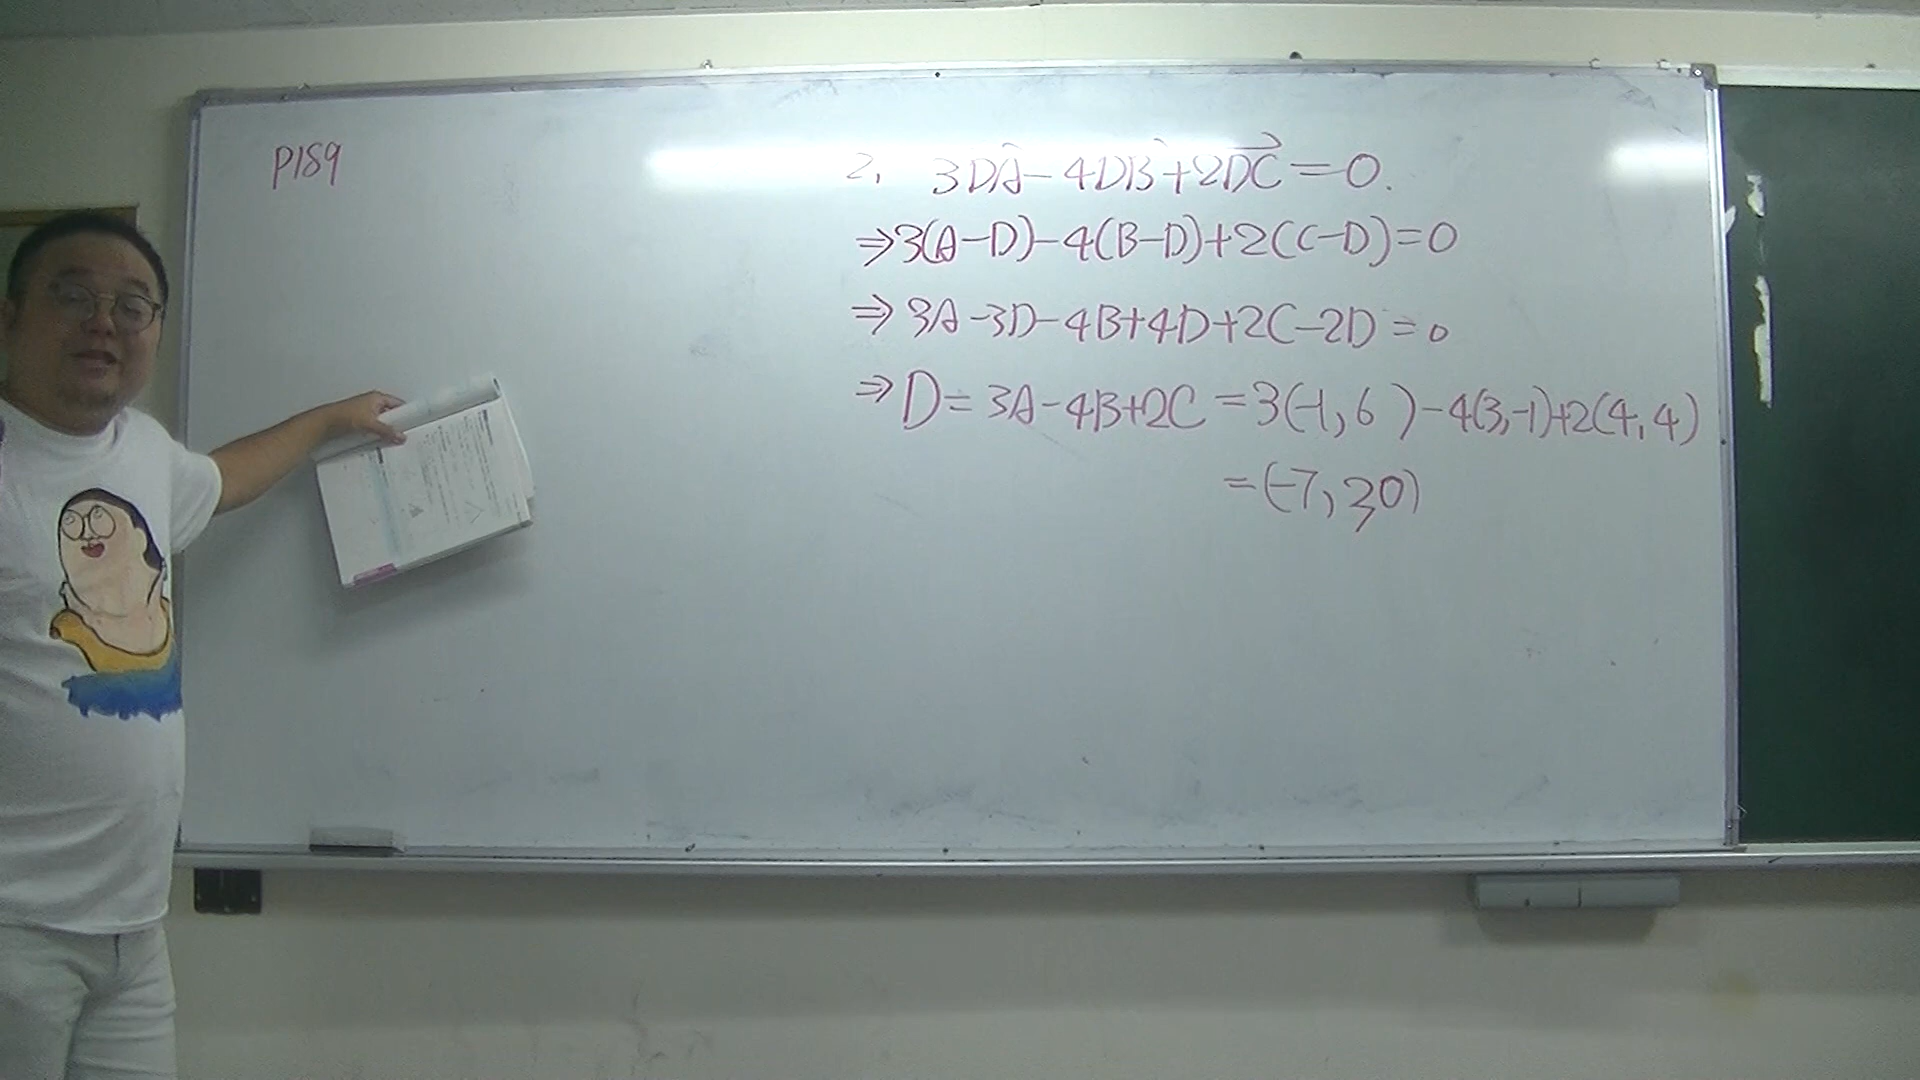 P189
2. 3DA - 4DB + 2DC = 0.
⇒ 3(A-D) - 4(B-D) + 2(C-D) = 0
⇒ 3A - 3D - 4B + 4D + 2C - 2D = 0
⇒ D = 3A - 4B + 2C = 3(-1, 6) - 4(3, -1) + 2(4, 4)
= (-7, 30)